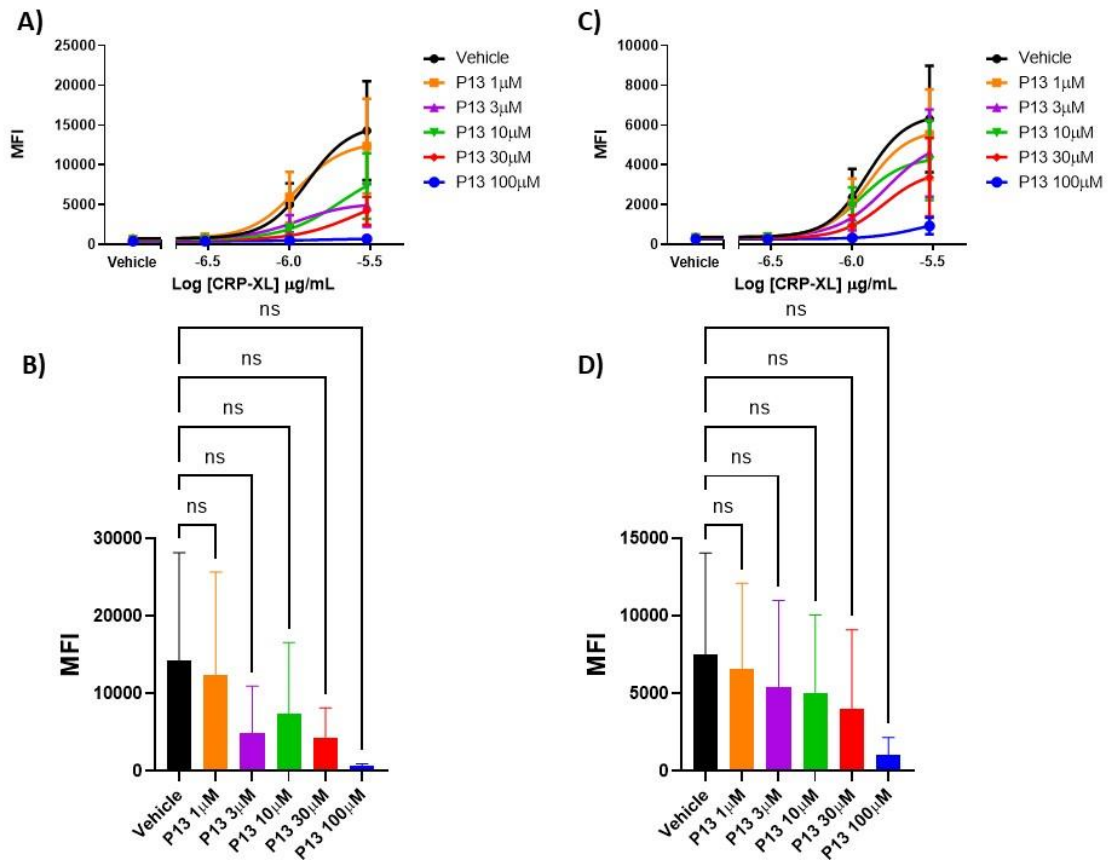 A)
25000
20000
15000
10000
5000
0
MFI
Vehicle
-6.5
-6.0
-5.5
Log [CRP-XL] µg/mL
Vehicle
P13 1µM
P13 3µM
P13 10µM
P13 30µM
P13 100µM
C)
10000
8000
6000
4000
2000
0
MFI
Vehicle
-6.5
-6.0
-5.5
Log [CRP-XL] µg/mL
Vehicle
P13 1µM
P13 3µM
P13 10µM
P13 30µM
P13 100µM
B)
ns
ns
ns
ns
ns
30000
20000
10000
0
MFI
Vehicle
P13 1µM
P13 3µM
P13 10µM
P13 30µM
P13 100µM
D)
ns
ns
ns
ns
ns
15000
10000
5000
0
MFI
Vehicle
P13 1µM
P13 3µM
P13 10µM
P13 30µM
P13 100µM